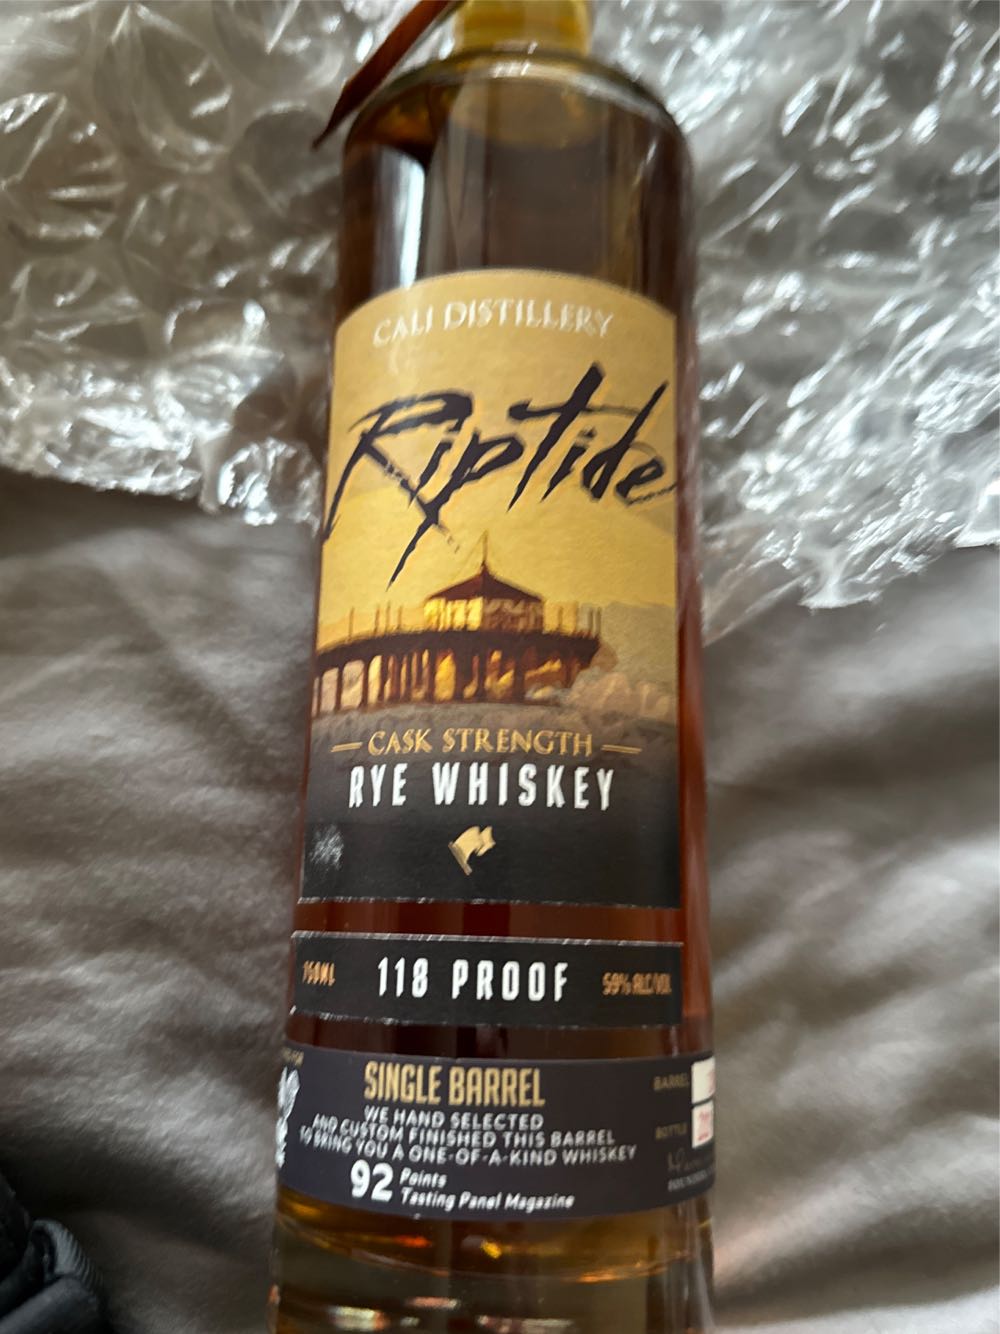 CALI DISTILLERY
Riptide
CASK STRENGTH
RYE WHISKEY
750ML 118 PROOF 59% ALC/VOL
SINGLE BARREL
WE HAND SELECTED
AND CUSTOM FINISHED THIS BARREL
TO BRING YOU A ONE-OF-A-KIND WHISKEY
92 Points
Tasting Panel Magazine
BARREL
BOTTLE